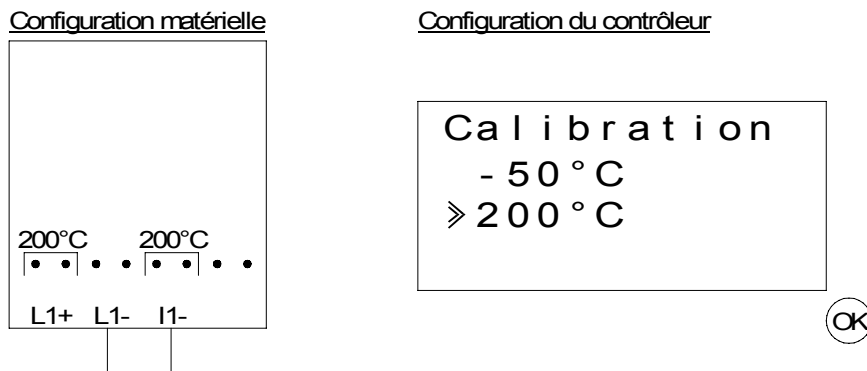 Configuration matérielle
Configuration du contrôleur
Calibration
-50°C
»200°C
200°C 200°C
L1+ L1- I1-
OK